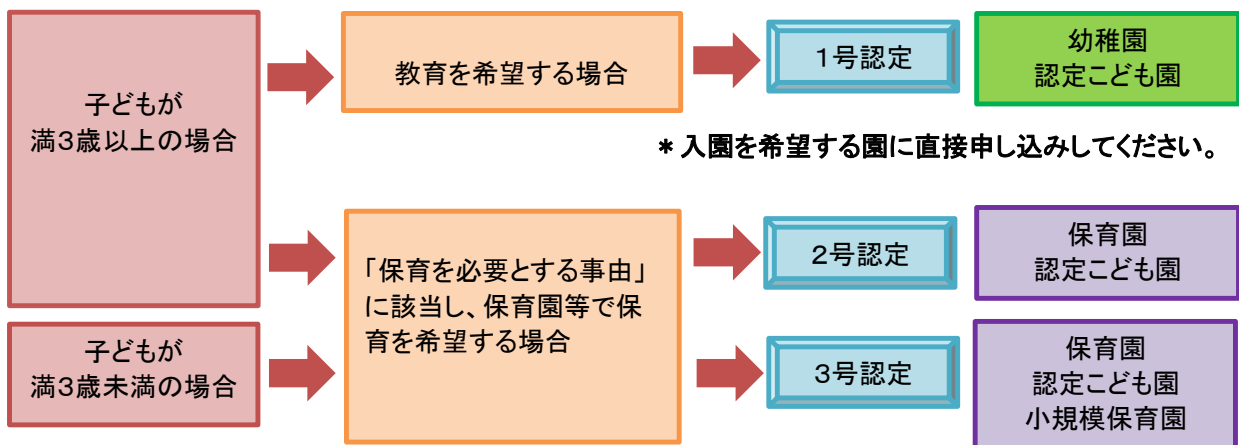 子どもが
満3歳以上の場合
教育を希望する場合
1号認定
幼稚園
認定こども園
＊入園を希望する園に直接申し込みしてください。
「保育を必要とする事由」
に該当し、保育園等で保
育を希望する場合
2号認定
保育園
認定こども園
子どもが
満3歳未満の場合
3号認定
保育園
認定こども園
小規模保育園